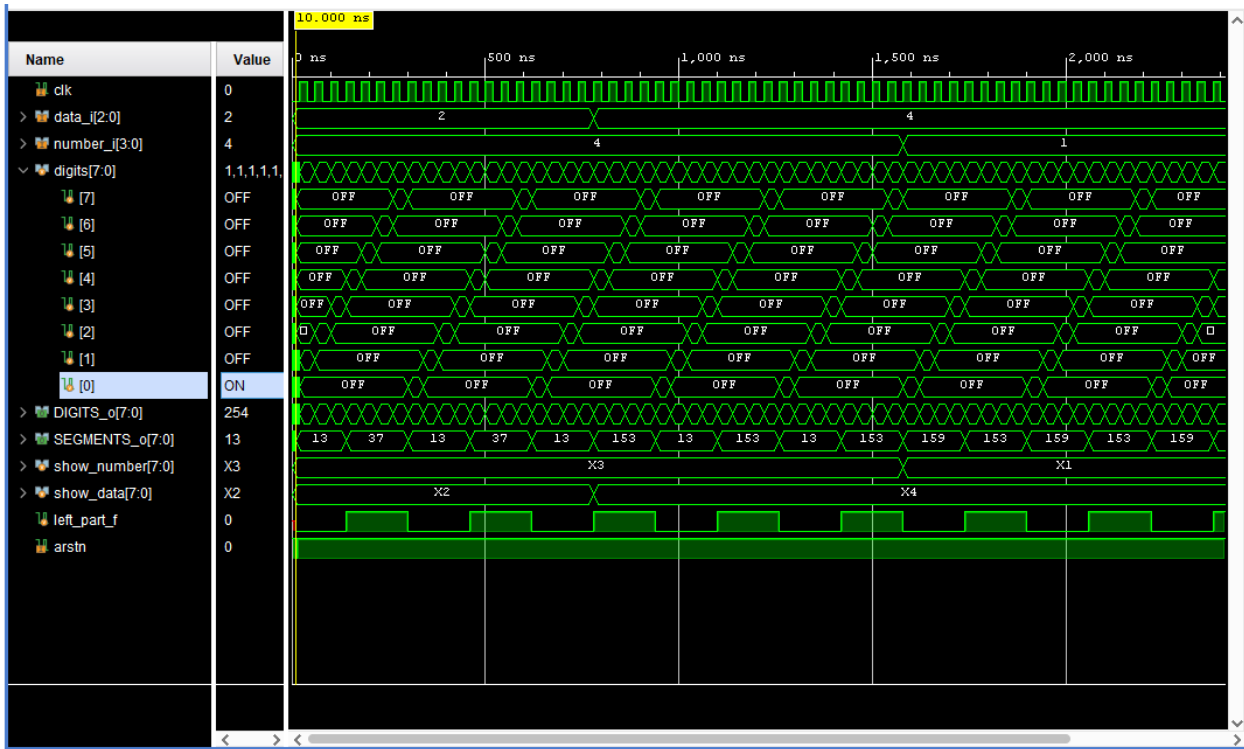 10.000 ns
Name Value 0 ns 500 ns 1,000 ns 1,500 ns 2,000 ns
clk 0
data_i[2:0] 2 2 4
number_i[3:0] 4 4 1
digits[7:0] 1,1,1,1,1,
[7] OFF OFF OFF OFF OFF OFF OFF OFF OFF
[6] OFF OFF OFF OFF OFF OFF OFF OFF OFF
[5] OFF OFF OFF OFF OFF OFF OFF OFF OFF
[4] OFF OFF OFF OFF OFF OFF OFF OFF OFF
[3] OFF OFF OFF OFF OFF OFF OFF OFF OFF
[2] OFF OFF OFF OFF OFF OFF OFF OFF
[1] OFF OFF OFF OFF OFF OFF OFF OFF OFF
[0] ON OFF OFF OFF OFF OFF OFF OFF OFF
DIGITS_o[7:0] 254
SEGMENTS_o[7:0] 13 13 37 13 37 13 153 13 153 13 153 159 153 159 153 159
show_number[7:0] X3 X3 X1
show_data[7:0] X2 X2 X4
left_part_f 0
arstn 0